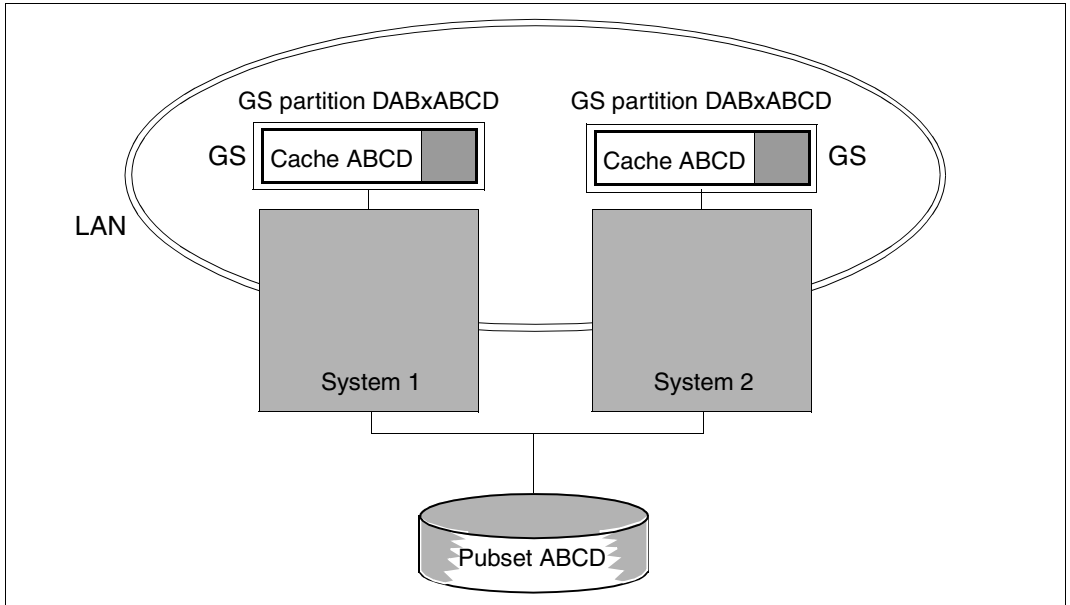 GS partition DABxABCD
GS partition DABxABCD
GS
Cache ABCD
Cache ABCD
GS
LAN
System 1
System 2
Pubset ABCD